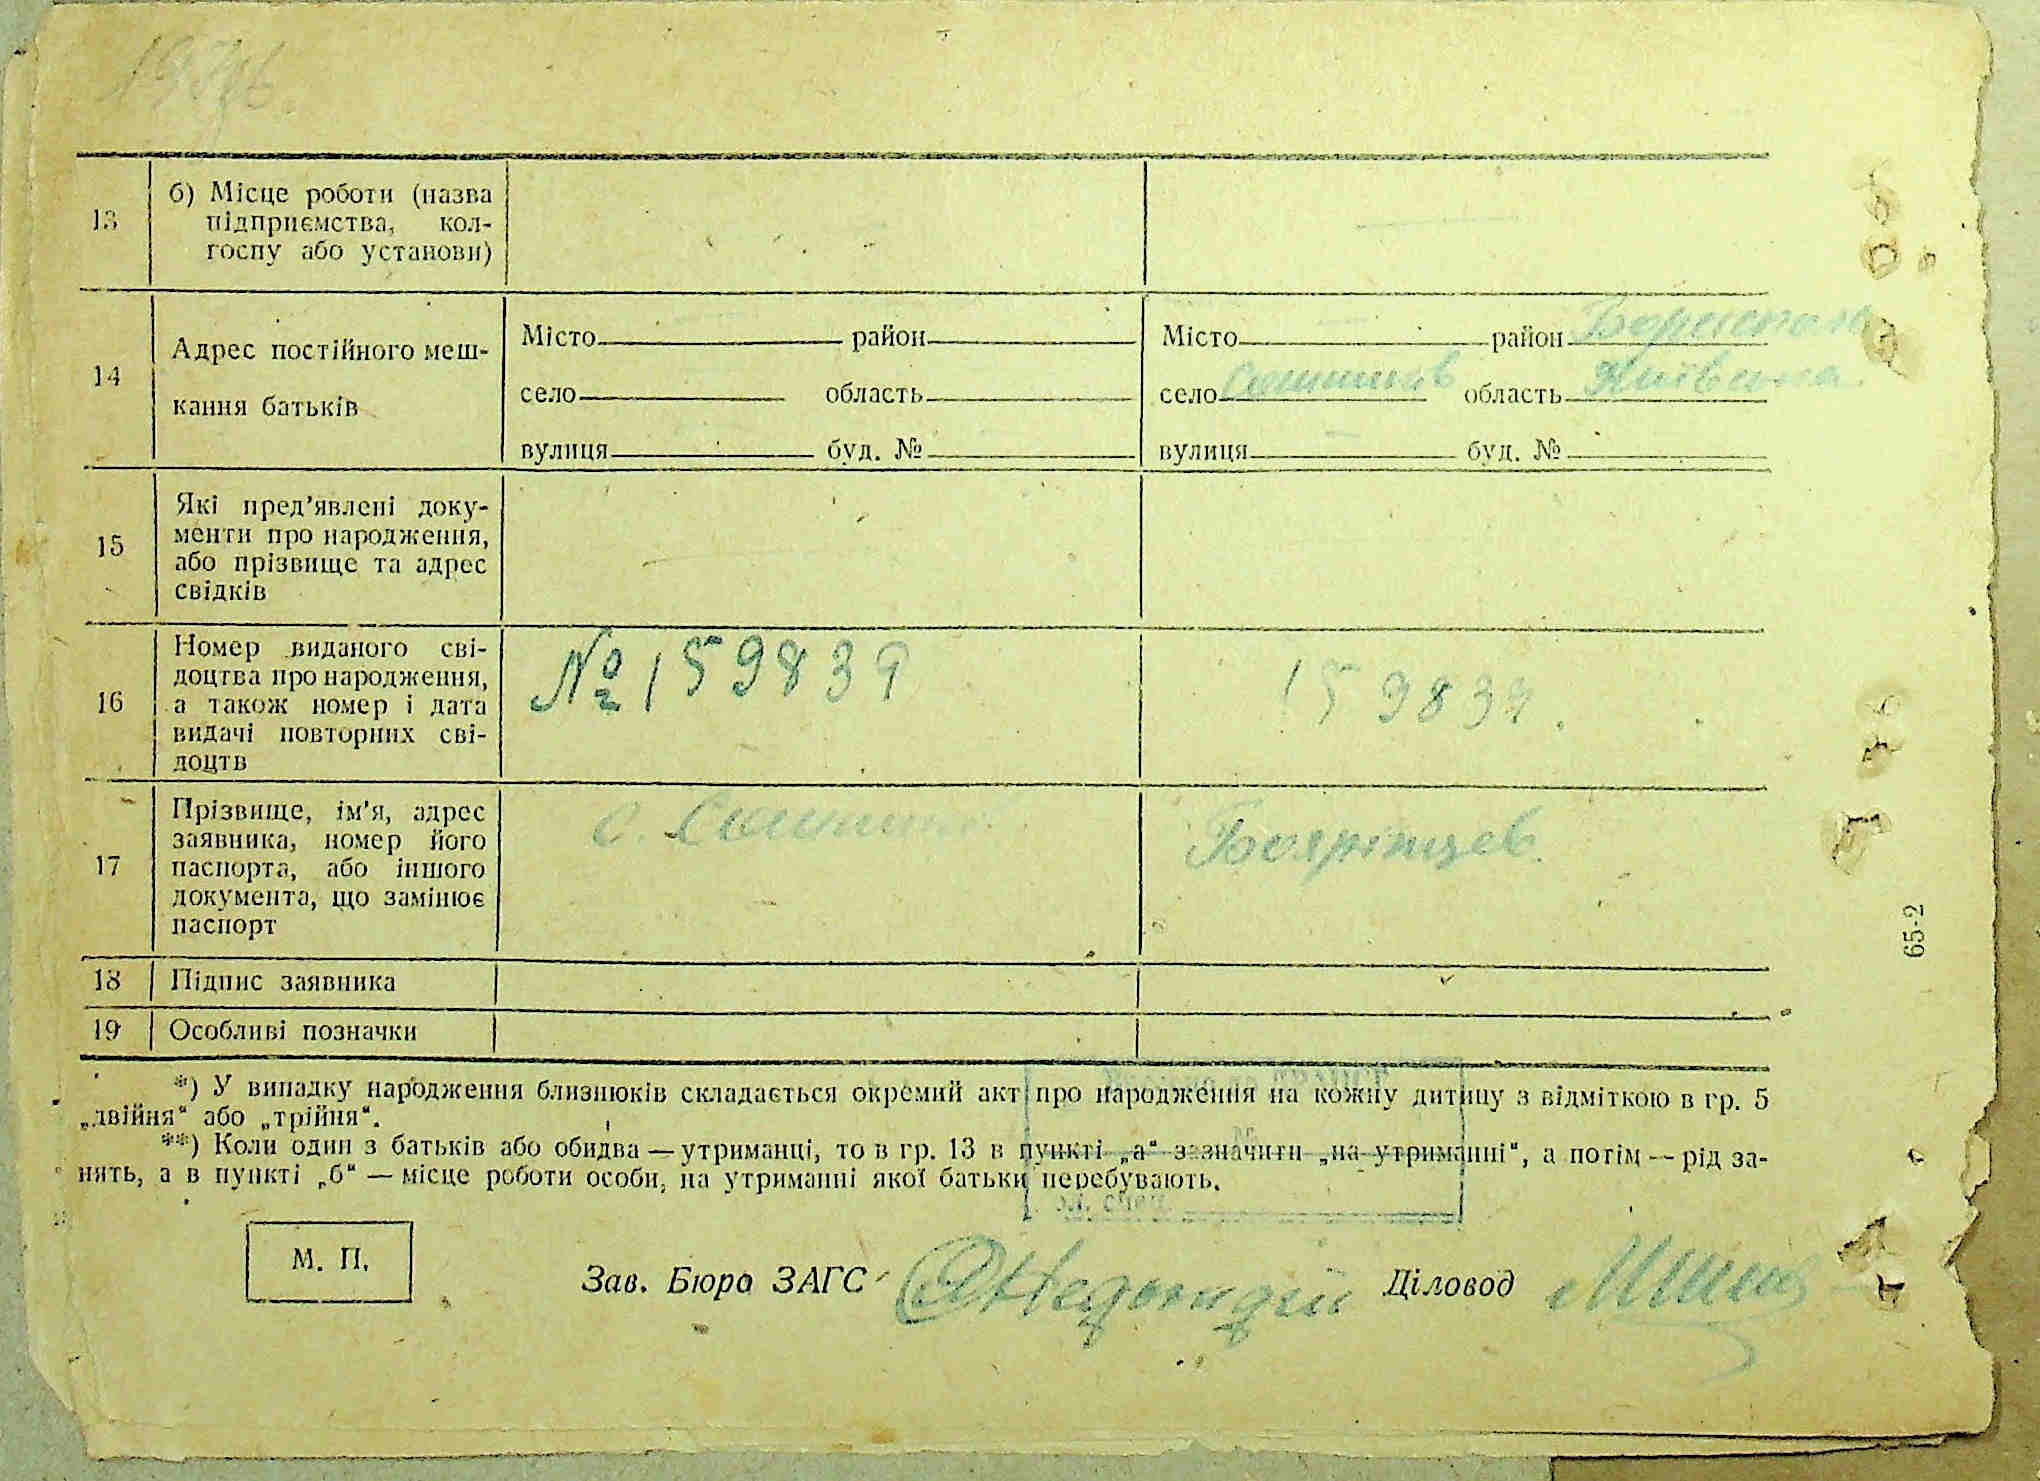 13
б) Місце роботи (назва
підприємства, кол-
госпу або установи)
14
Адрес постійного меш-
кання батьків
Місто район
село область
вулиця буд. №
Місто район Бориспол
село область Київська.
вулиця буд. №
15
Які пред'явлені доку-
менти про народження,
або прізвище та адрес
свідків
16
Номер виданого сві-
доцтва про народження,
а також номер і дата
видачі повторних сві-
доцтв
№ 159839
159839.
17
Прізвище, ім'я, адрес
заявника, номер його
паспорта, або іншого
документа, що замінює
паспорт
с.
Боярінцев.
18
Підпис заявника
19
Особливі позначки
*) У випадку народження близнюків складається окремий акт про народження на кожну дитину з відміткою в гр. 5
„двійня" або „трійня".
**) Коли один з батьків або обидва — утриманці, то в гр. 13 в пункті „а" зазначити „на утриманні", а потім — рід за-
нять, а в пункті „б" — місце роботи особи, на утриманні якої батьки перебувають.
М. П.
Зав. Бюро ЗАГС
Діловод
65-2